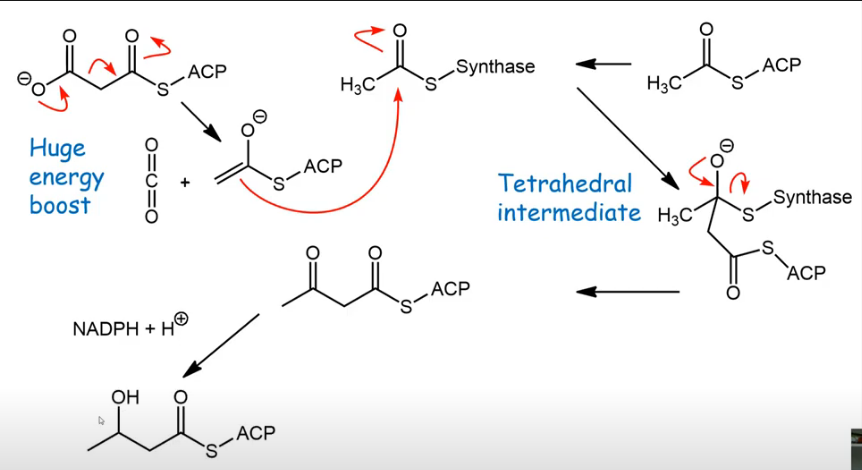 O O O
⊖O S ACP
H₃C S Synthase
O
H₃C S ACP
Huge
energy
boost
O
C
O
+
O⊖
S ACP
Tetrahedral
intermediate
O⊖
H₃C S Synthase
S
O ACP
O O
S ACP
NADPH + H⊕
OH O
S ACP